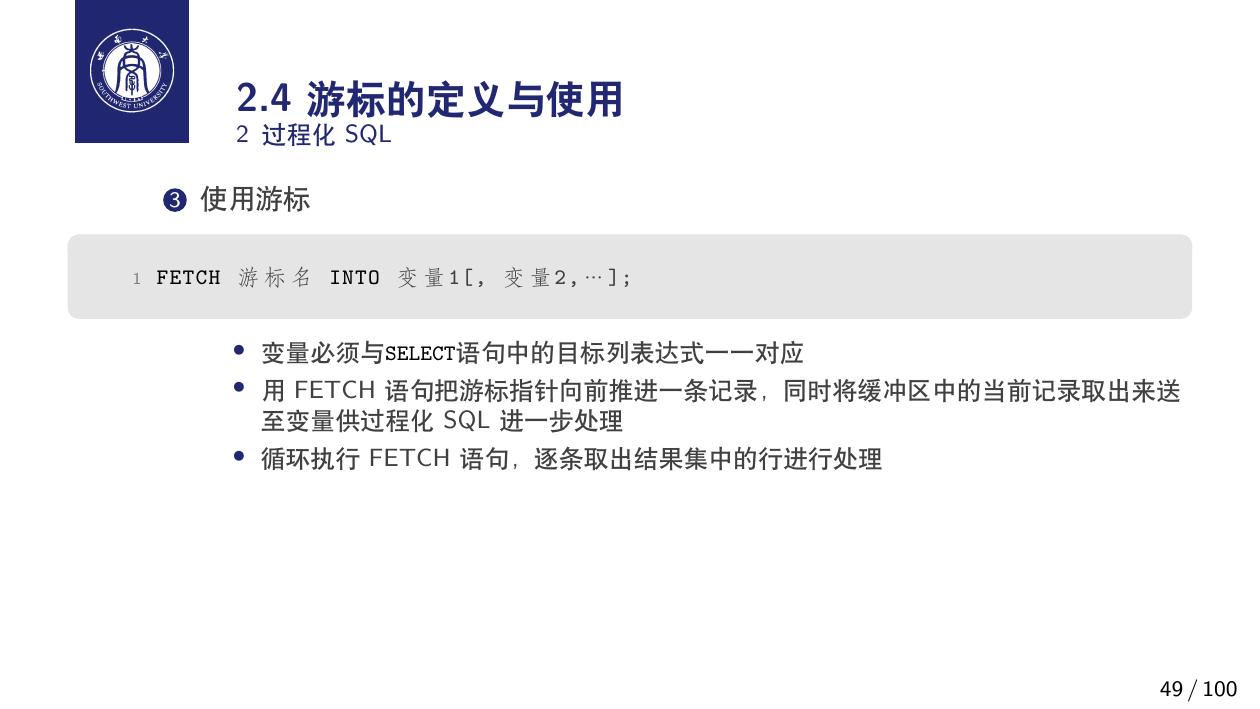 西南大学
SOUTHWEST UNIVERSITY
2.4 游标的定义与使用
2 过程化 SQL
3 使用游标
1 FETCH 游标名 INTO 变量1[, 变量2,…];
• 变量必须与SELECT语句中的目标列表达式一一对应
• 用 FETCH 语句把游标指针向前推进一条记录，同时将缓冲区中的当前记录取出来送
至变量供过程化 SQL 进一步处理
• 循环执行 FETCH 语句，逐条取出结果集中的行进行处理
49 / 100